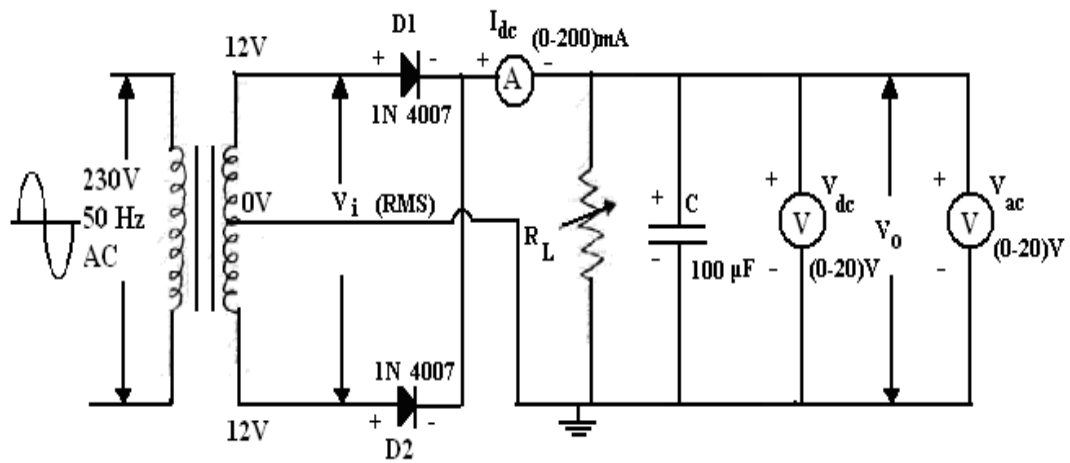 D1
I dc
(0-200)mA
12V
+ -
+ -
A
1N 4007
230V
50 Hz
AC
0V
V i (RMS)
R L
+ C
-
100 µF
+ V dc
V
-
(0-20)V
V o
+ V ac
V
-
(0-20)V
1N 4007
12V
+ -
D2